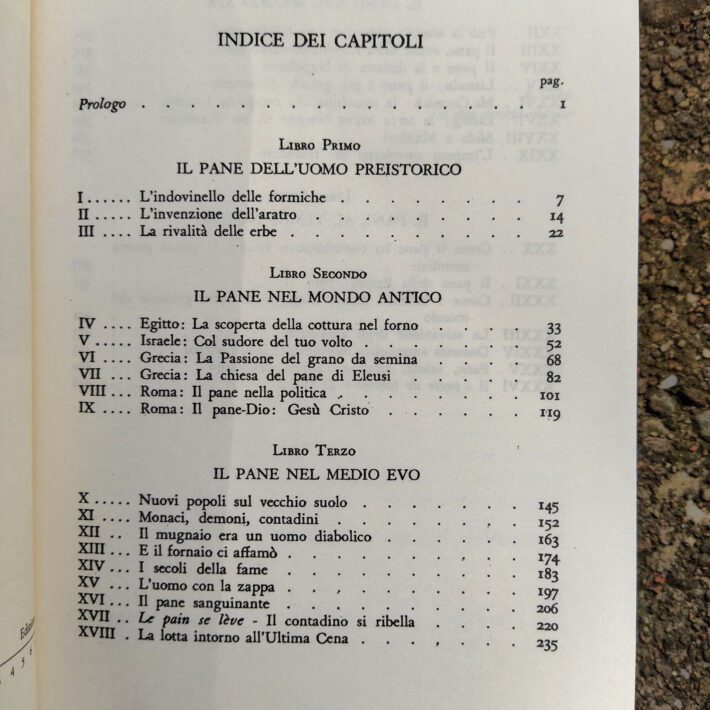 INDICE DEI CAPITOLI
pag.
Prologo . . . . . . . . . . . . . . . . . 1
LIBRO PRIMO
IL PANE DELL'UOMO PREISTORICO
I...... L'indovinello delle formiche . . . . . . . 7
II ..... L'invenzione dell'aratro . . . . . . . . 14
III .... La rivalità delle erbe . . . . . . . . 22
LIBRO SECONDO
IL PANE NEL MONDO ANTICO
IV .... Egitto: La scoperta della cottura nel forno . . . . 33
V ..... Israele: Col sudore del tuo volto . . . . . . 52
VI .... Grecia: La Passione del grano da semina . . . . 68
VII ... Grecia: La chiesa del pane di Eleusi . . . . . 82
VIII ... Roma: Il pane nella politica . . . . . . . 101
IX .... Roma: Il pane-Dio: Gesù Cristo . . . . . . 119
LIBRO TERZO
IL PANE NEL MEDIO EVO
X ..... Nuovi popoli sul vecchio suolo . . . . . . 145
XI .... Monaci, demoni, contadini . . . . . . . 152
XII .. Il mugnaio era un uomo diabolico . . . . . 163
XIII ... E il fornaio ci affamò . . . . . . . . 174
XIV ... I secoli della fame . . . . . . . . . 183
XV .... L'uomo con la zappa . . . . . . . . 197
XVI ... Il pane sanguinante . . . . . . . . 206
XVII .. Le pain se lève - Il contadino si ribella . . . . 220
XVIII . La lotta intorno all'Ultima Cena . . . . . . 235